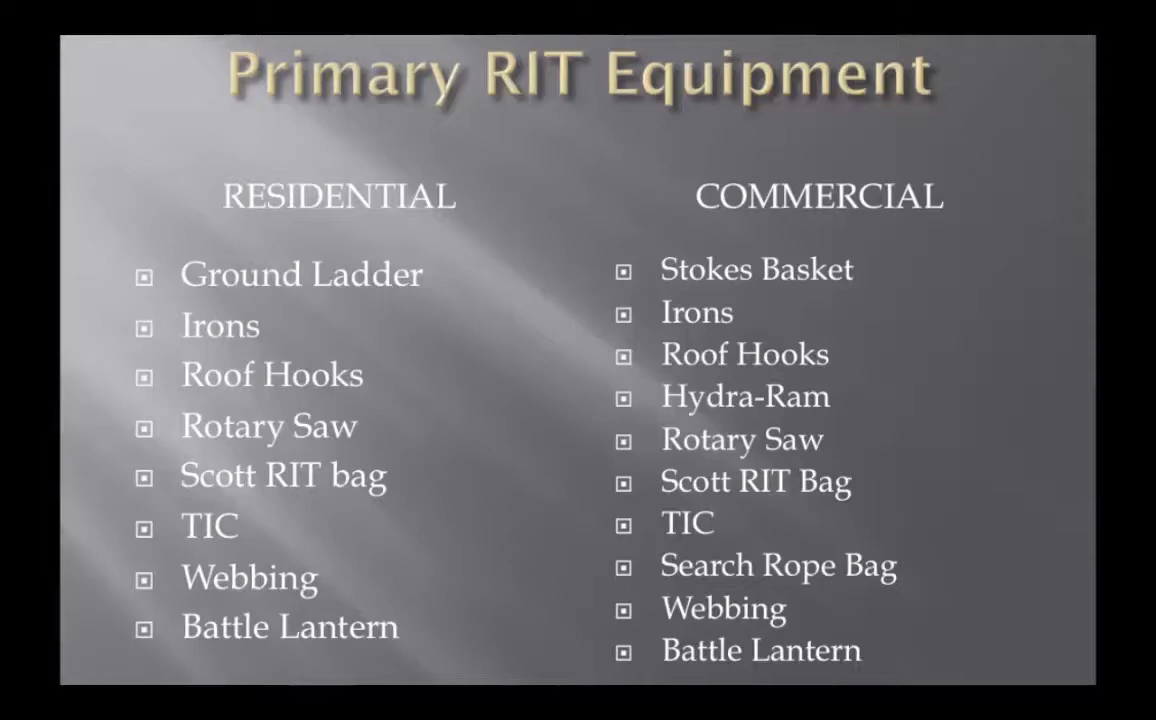 Primary RIT Equipment
RESIDENTIAL
Ground Ladder
Irons
Roof Hooks
Rotary Saw
Scott RIT bag
TIC
Webbing
Battle Lantern
COMMERCIAL
Stokes Basket
Irons
Roof Hooks
Hydra-Ram
Rotary Saw
Scott RIT Bag
TIC
Search Rope Bag
Webbing
Battle Lantern